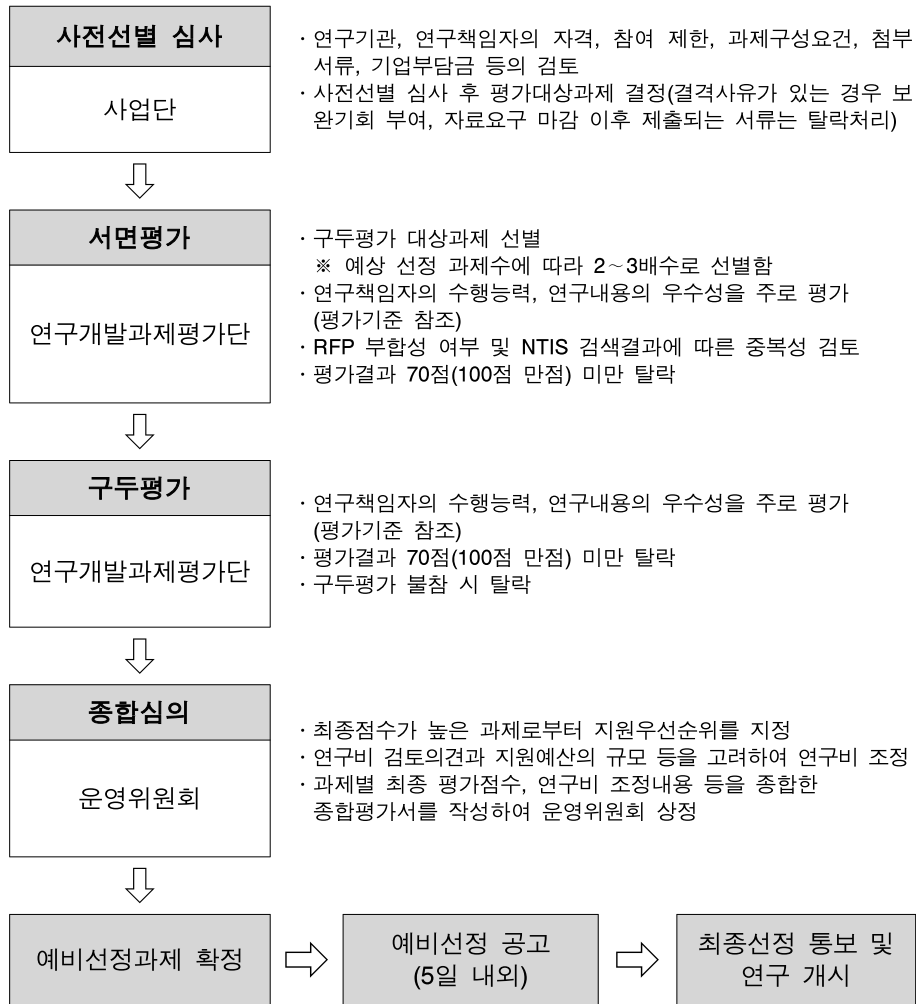 사전선별 심사
사업단
· 연구기관, 연구책임자의 자격, 참여 제한, 과제구성요건, 첨부
서류, 기업부담금 등의 검토
· 사전선별 심사 후 평가대상과제 결정(결격사유가 있는 경우 보
완기회 부여, 자료요구 마감 이후 제출되는 서류는 탈락처리)
서면평가
연구개발과제평가단
· 구두평가 대상과제 선별
※ 예상 선정 과제수에 따라 2~3배수로 선별함
· 연구책임자의 수행능력, 연구내용의 우수성을 주로 평가
(평가기준 참조)
· RFP 부합성 여부 및 NTIS 검색결과에 따른 중복성 검토
· 평가결과 70점(100점 만점) 미만 탈락
구두평가
연구개발과제평가단
· 연구책임자의 수행능력, 연구내용의 우수성을 주로 평가
(평가기준 참조)
· 평가결과 70점(100점 만점) 미만 탈락
· 구두평가 불참 시 탈락
종합심의
운영위원회
· 최종점수가 높은 과제로부터 지원우선순위를 지정
· 연구비 검토의견과 지원예산의 규모 등을 고려하여 연구비 조정
· 과제별 최종 평가점수, 연구비 조정내용 등을 종합한
종합평가서를 작성하여 운영위원회 상정
예비선정과제 확정
예비선정 공고
(5일 내외)
최종선정 통보 및
연구 개시